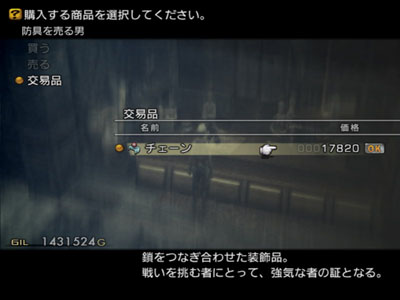 購入する商品を選択してください。
防具を売る男
買う
売る
交易品
交易品
名前 価格
チェーン 00017820 OK
GIL 1431524G
鎖をつなぎ合わせた装飾品。
戦いを挑む者にとって、強気な者の証となる。